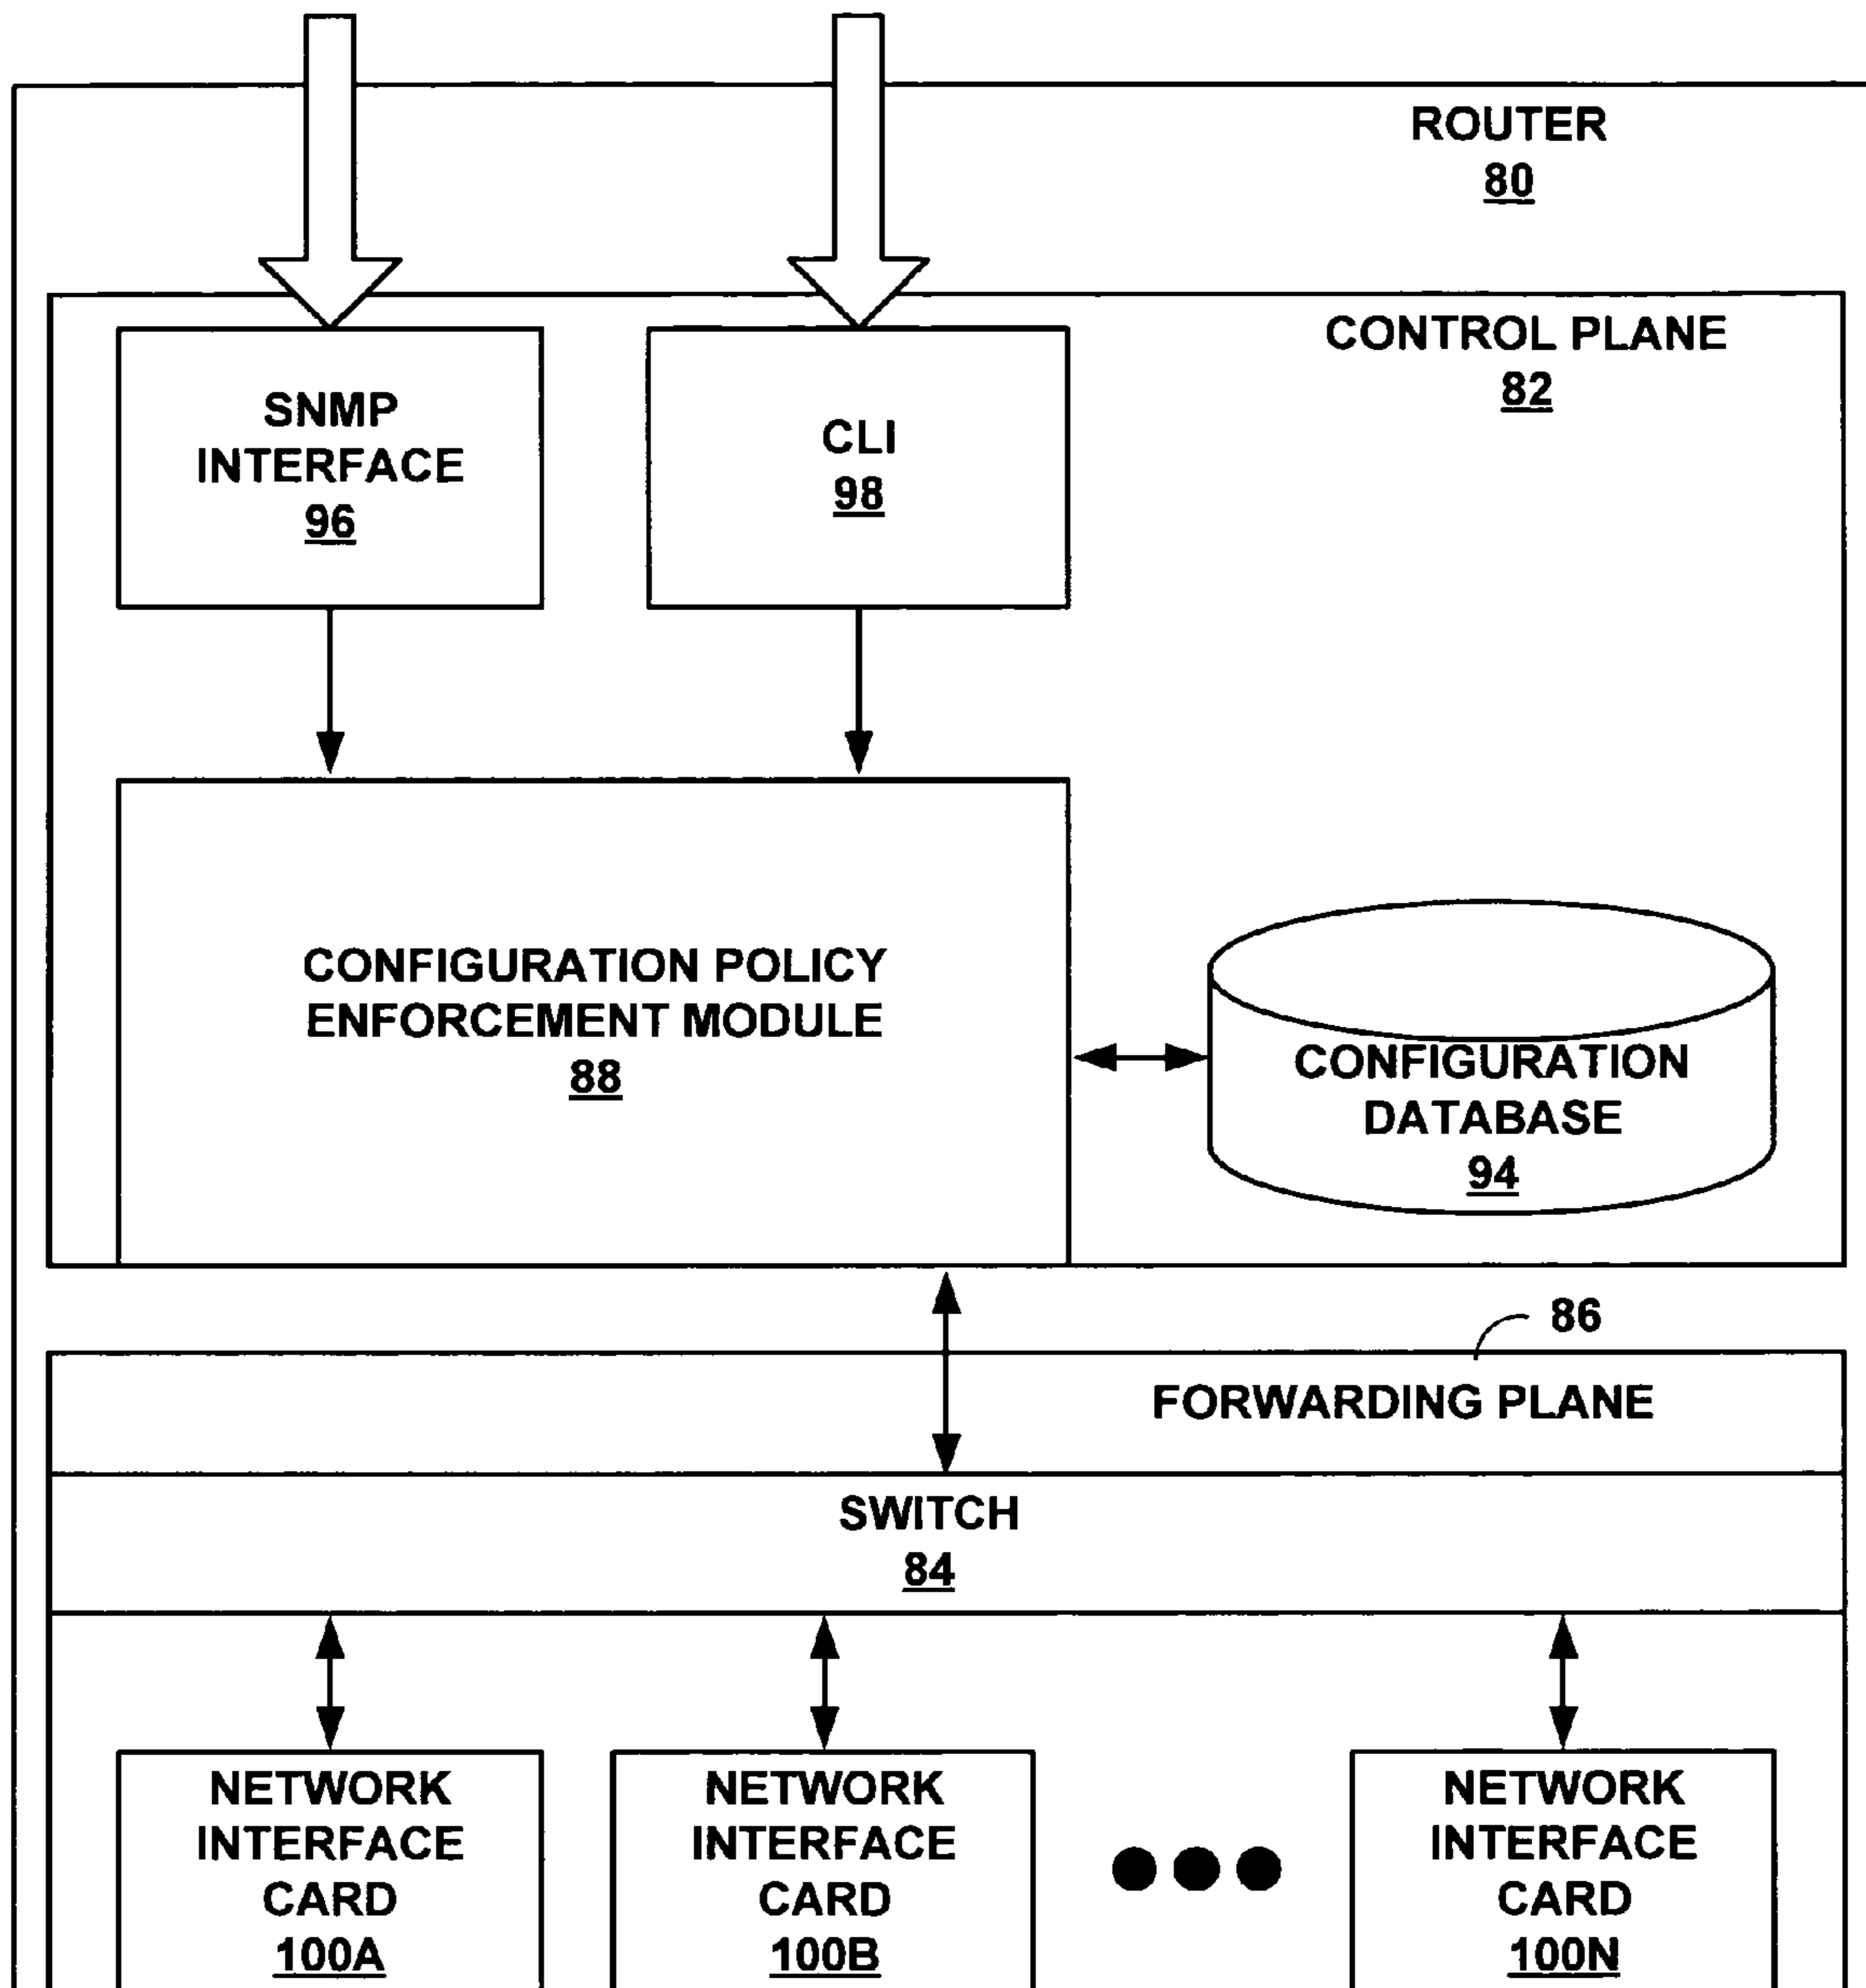 ROUTER
80
CONTROL PLANE
82
SNMP
INTERFACE
96
CLI
98
CONFIGURATION POLICY
ENFORCEMENT MODULE
88
CONFIGURATION
DATABASE
94
86
FORWARDING PLANE
SWITCH
84
NETWORK
INTERFACE
CARD
100A
NETWORK
INTERFACE
CARD
100B
NETWORK
INTERFACE
CARD
100N